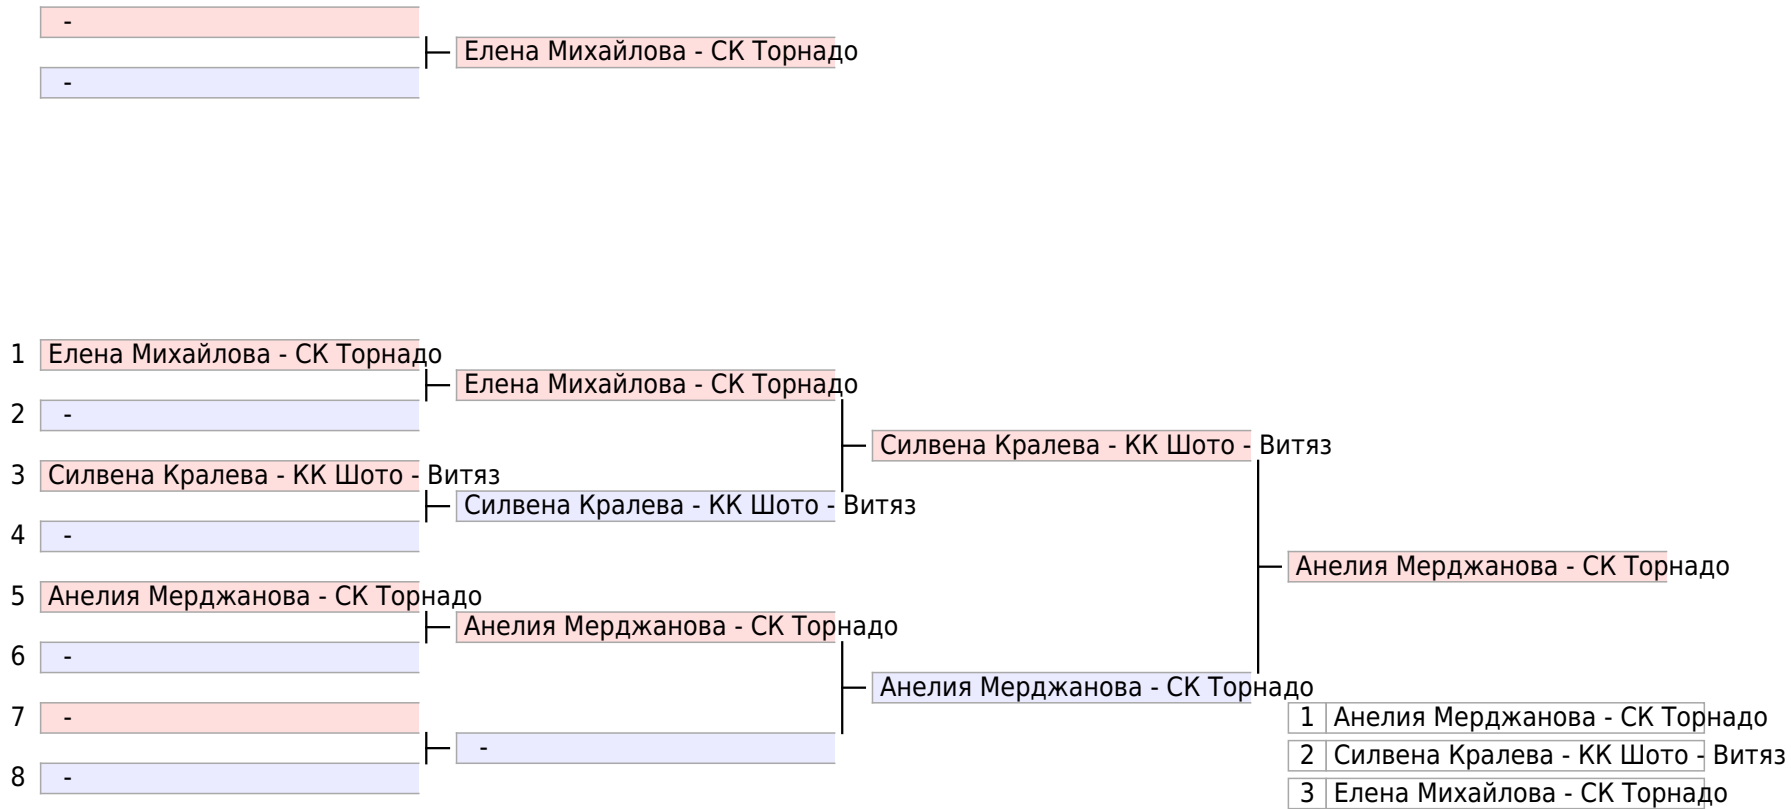 -
Елена Михайлова - СК Торнадо
-
1 Елена Михайлова - СК Торнадо
Елена Михайлова - СК Торнадо
2 -
Силвена Кралева - КК Шото - Витяз
3 Силвена Кралева - КК Шото - Витяз
Силвена Кралева - КК Шото - Витяз
4 -
Анелия Мерджанова - СК Торнадо
5 Анелия Мерджанова - СК Торнадо
Анелия Мерджанова - СК Торнадо
6 -
Анелия Мерджанова - СК Торнадо
7 -
-
8 -
1 Анелия Мерджанова - СК Торнадо
2 Силвена Кралева - КК Шото - Витяз
3 Елена Михайлова - СК Торнадо